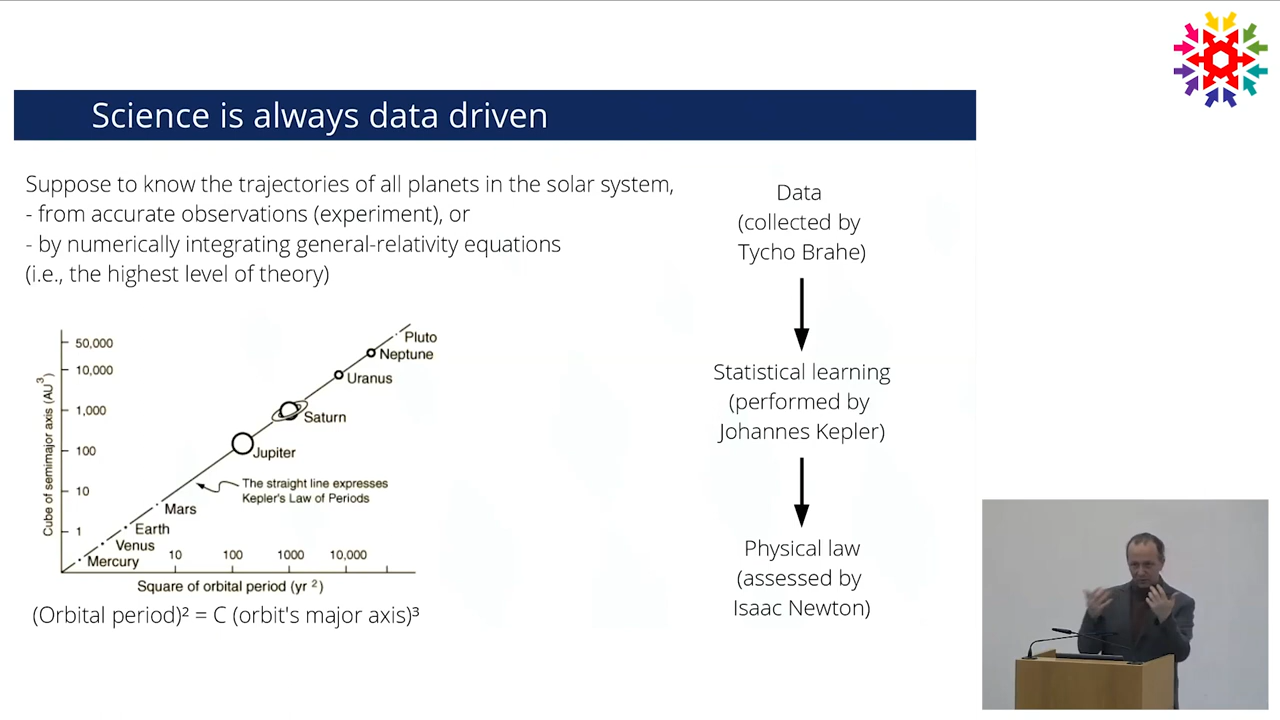 Science is always data driven
Suppose to know the trajectories of all planets in the solar system,
- from accurate observations (experiment), or
- by numerically integrating general-relativity equations
(i.e., the highest level of theory)
Cube of semimajor axis (AU³)
50,000
10,000
1,000
100
10
1
Pluto
Neptune
Uranus
Saturn
Jupiter
The straight line expresses
Kepler's Law of Periods
Mars
Earth
Venus
Mercury
10 100 1000 10,000
Square of orbital period (yr ²)
(Orbital period)² = C (orbit's major axis)³
Data
(collected by
Tycho Brahe)
Statistical learning
(performed by
Johannes Kepler)
Physical law
(assessed by
Isaac Newton)